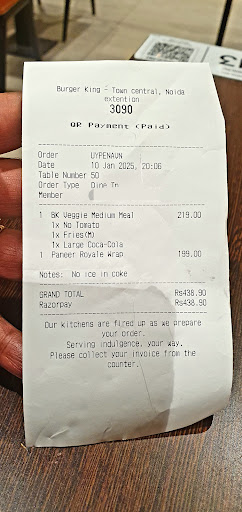 Burger King - Town central, Noida
extention
3090
QR Payment (Paid)
Order UYPENAUN
Date 10 Jan 2025, 20:06
Table Number 50
Order Type Dine In
Member
1 BK Veggie Medium Meal 219.00
1x No Tomato
1x Fries(M)
1x Large Coca-Cola
1 Paneer Royale Wrap 199.00
Notes: No ice in coke
GRAND TOTAL Rs438.90
Razorpay Rs438.90
Our kitchens are fired up as we prepare
your order.
Serving indulgence, your way.
Please collect your invoice from the
counter.